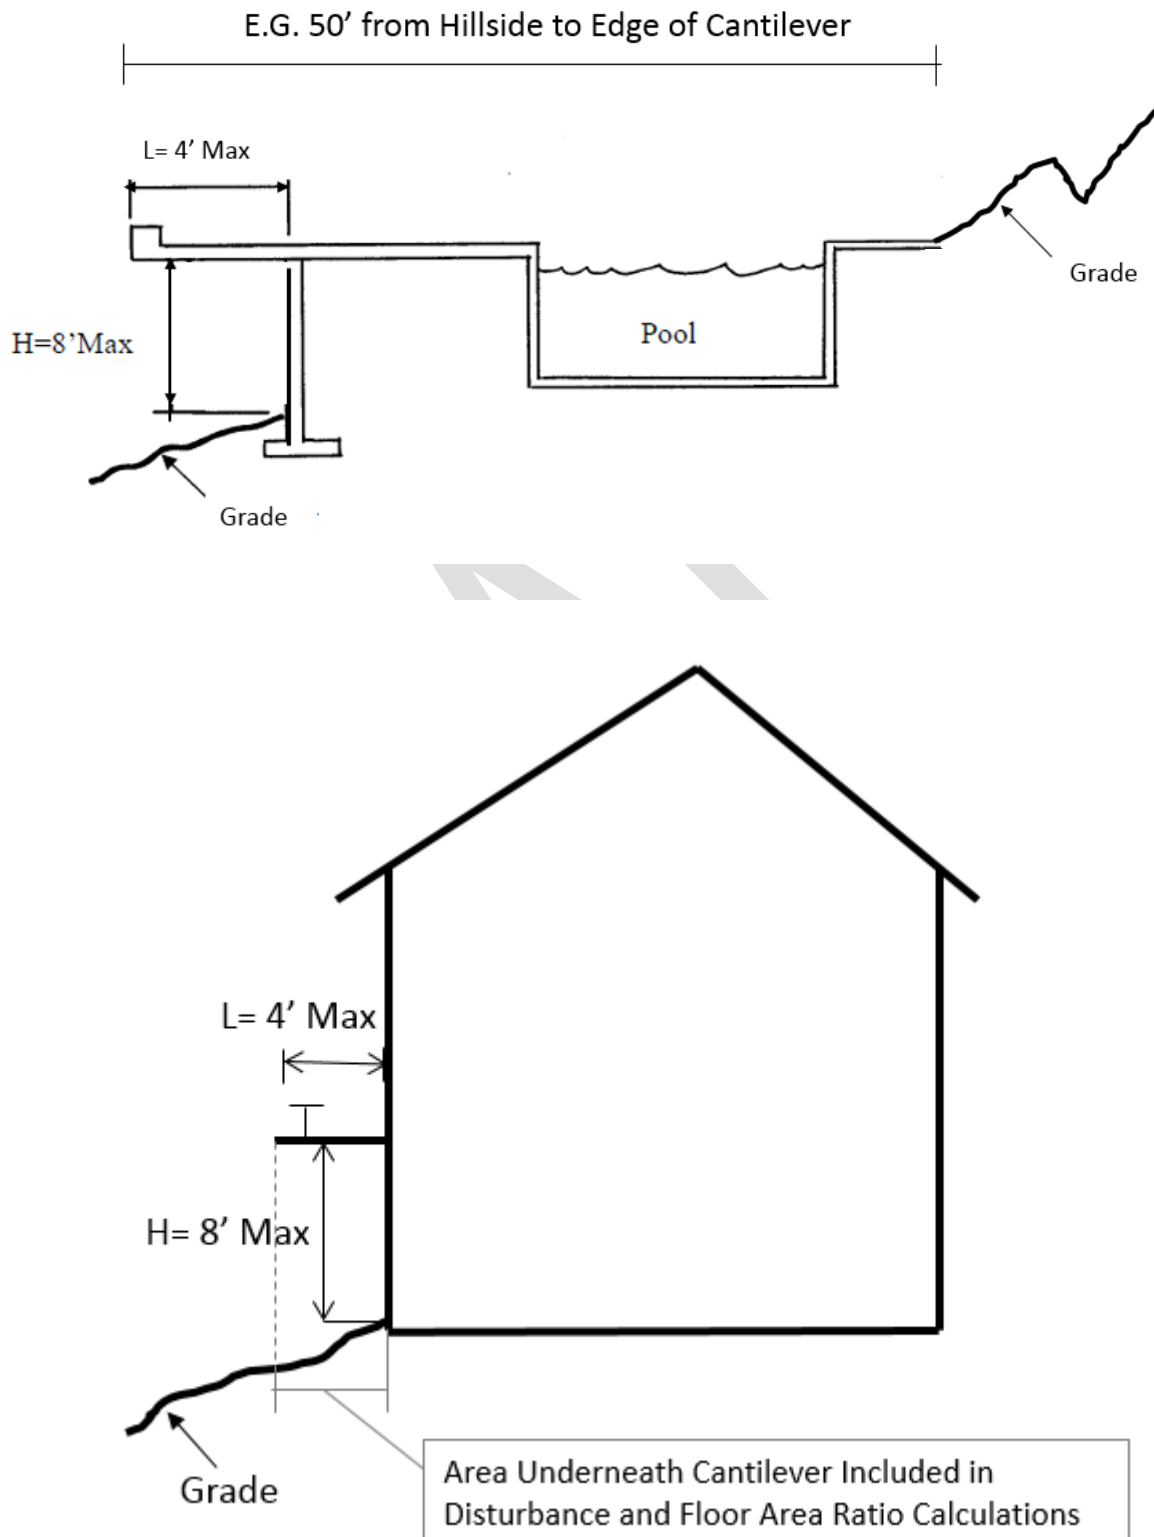 E.G. 50’ from Hillside to Edge of Cantilever
L= 4’ Max
Grade
H=8’Max
Pool
Grade
L= 4’ Max
H= 8’ Max
Grade
Area Underneath Cantilever Included in
Disturbance and Floor Area Ratio Calculations